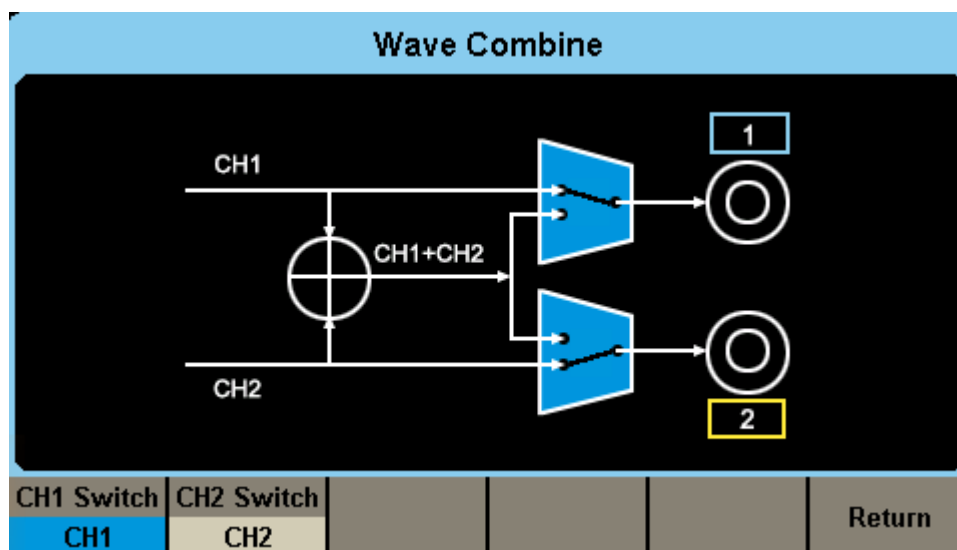 Wave Combine
1
CH1
CH1+CH2
CH2
2
CH1 Switch CH2 Switch
CH1 CH2
Return